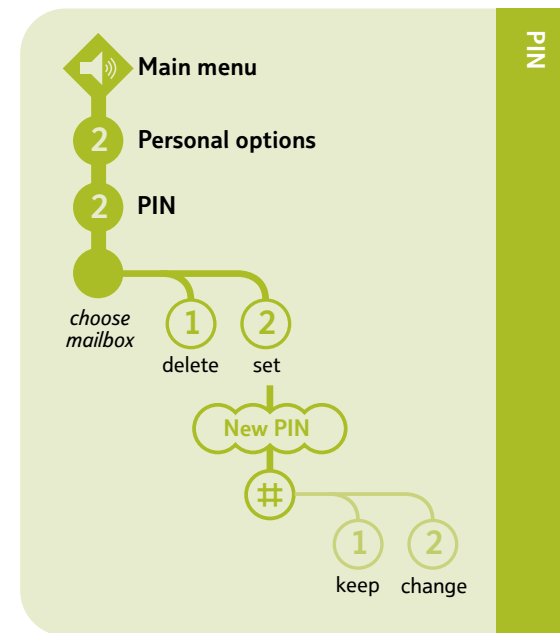 PIN
Main menu
2 Personal options
2 PIN
choose
mailbox
1 2
delete set
New PIN
#
1 2
keep change